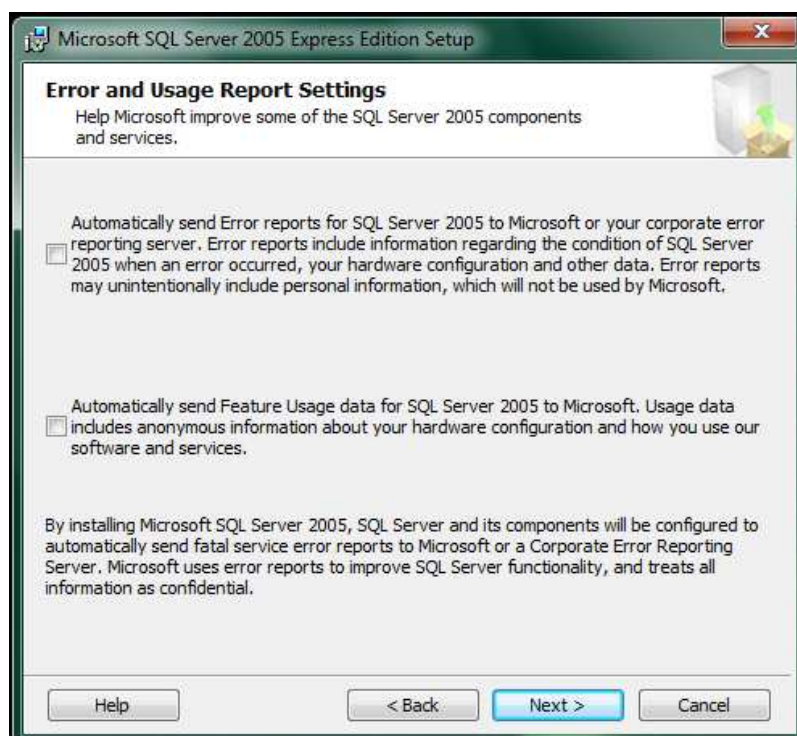 Microsoft SQL Server 2005 Express Edition Setup
Error and Usage Report Settings
Help Microsoft improve some of the SQL Server 2005 components
and services.
Automatically send Error reports for SQL Server 2005 to Microsoft or your corporate error
reporting server. Error reports include information regarding the condition of SQL Server
2005 when an error occurred, your hardware configuration and other data. Error reports
may unintentionally include personal information, which will not be used by Microsoft.
Automatically send Feature Usage data for SQL Server 2005 to Microsoft. Usage data
includes anonymous information about your hardware configuration and how you use our
software and services.
By installing Microsoft SQL Server 2005, SQL Server and its components will be configured to
automatically send fatal service error reports to Microsoft or a Corporate Error Reporting
Server. Microsoft uses error reports to improve SQL Server functionality, and treats all
information as confidential.
Help < Back Next > Cancel